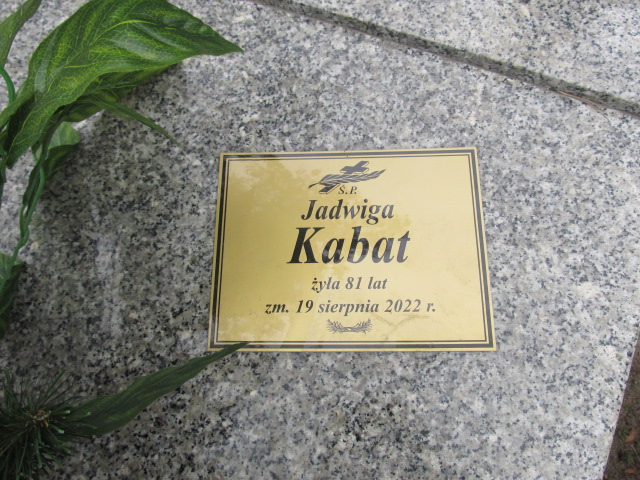 Ś.P.
Jadwiga
Kabat
żyła 81 lat
zm. 19 sierpnia 2022 r.